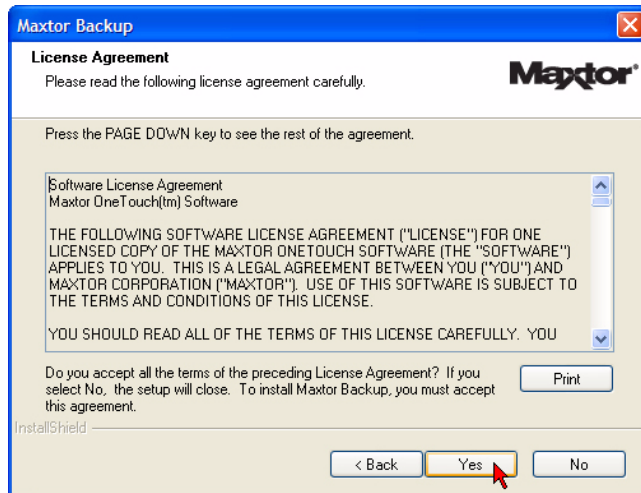 Maxtor Backup
License Agreement
Please read the following license agreement carefully.
Maxtor
Press the PAGE DOWN key to see the rest of the agreement.
Software License Agreement
Maxtor OneTouch(tm) Software
THE FOLLOWING SOFTWARE LICENSE AGREEMENT ("LICENSE") FOR ONE
LICENSED COPY OF THE MAXTOR ONETOUCH SOFTWARE (THE "SOFTWARE")
APPLIES TO YOU.  THIS IS A LEGAL AGREEMENT BETWEEN YOU ("YOU") AND
MAXTOR CORPORATION ("MAXTOR").  USE OF THIS SOFTWARE IS SUBJECT TO
THE TERMS AND CONDITIONS OF THIS LICENSE.
YOU SHOULD READ ALL OF THE TERMS OF THIS LICENSE CAREFULLY.  YOU
Do you accept all the terms of the preceding License Agreement?  If you
select No,  the setup will close.  To install Maxtor Backup, you must accept
this agreement.
Print
InstallShield
< Back
Yes
No